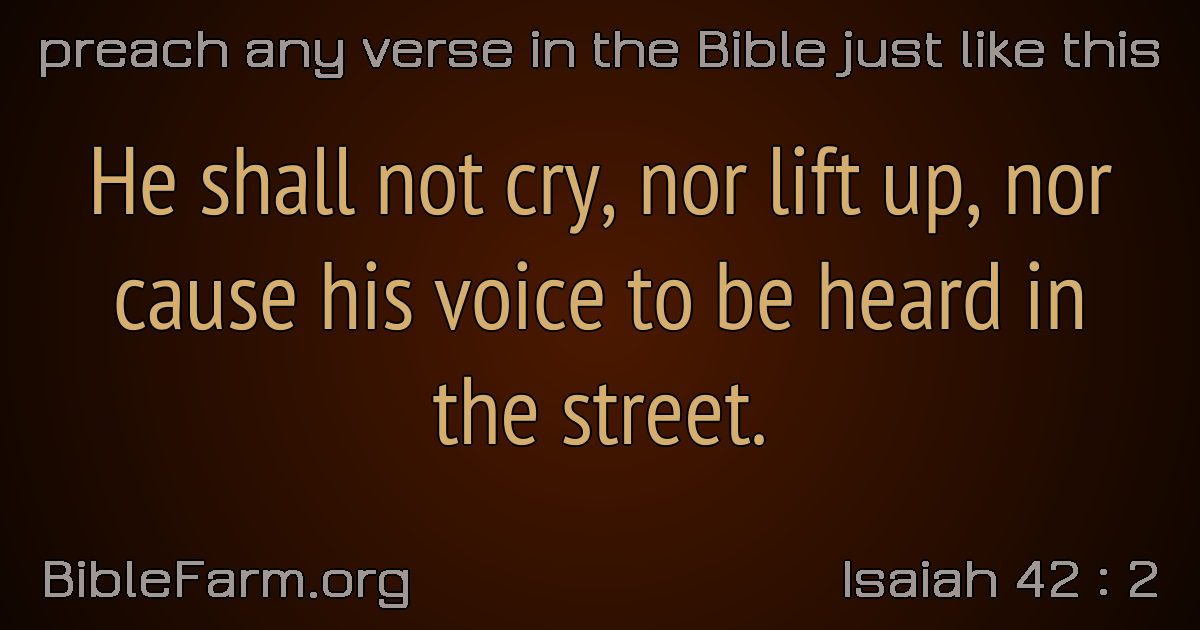 preach any verse in the Bible just like this
He shall not cry, nor lift up, nor
cause his voice to be heard in
the street.
BibleFarm.org
Isaiah 42 : 2